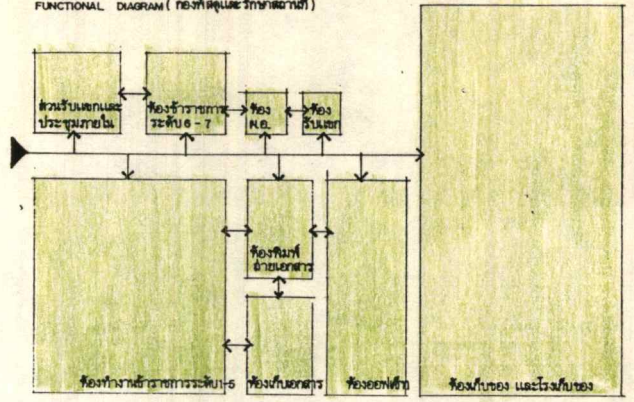 FUNCTIONAL DIAGRAM ( กองพัสดุและรักษาสถานที่ )
ส่วนรับแขกและ
ประชุมภายใน
ห้องข้าราชการ
ระดับ 6 - 7
ห้อง
ผ.อ.
ห้อง
รับแขก
ห้องพิมพ์
ถ่ายเอกสาร
ห้องทำงานข้าราชการระดับ1-5
ห้องเก็บเอกสาร
ห้องออฟเซ็ท
ห้องเก็บของ และโรงเก็บของ